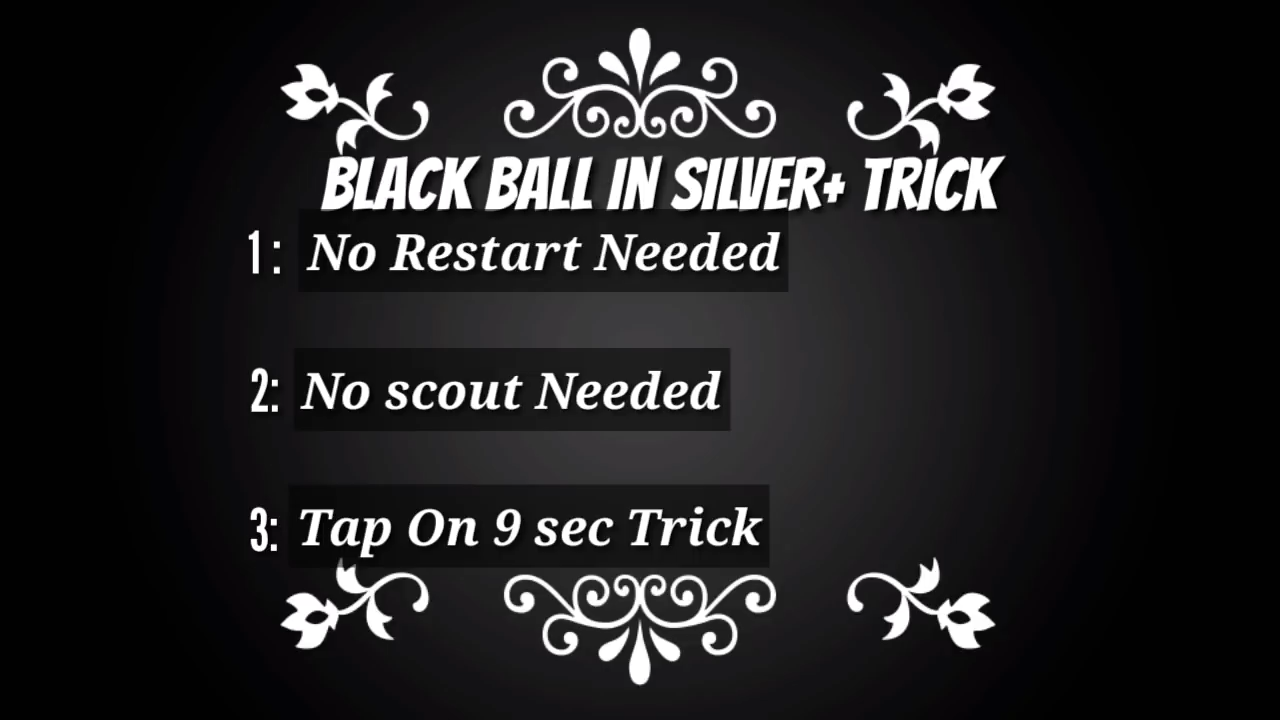 BLACK BALL IN SILVER+ TRICK
1: No Restart Needed
2: No scout Needed
3: Tap On 9 sec Trick